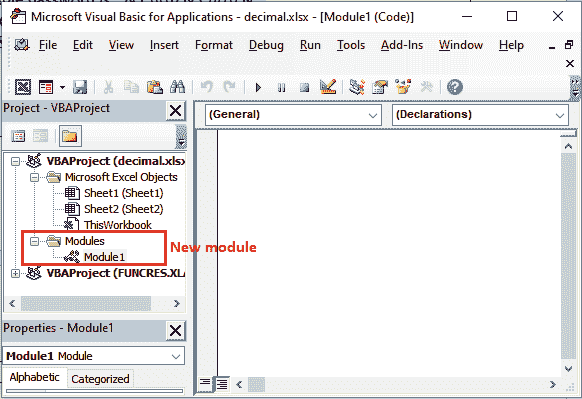 Microsoft Visual Basic for Applications - decimal.xlsx - [Module1 (Code)]
File Edit View Insert Format Debug Run Tools Add-Ins Window Help
Project - VBAProject
(General) (Declarations)
VBAProject (decimal.xlsx
Microsoft Excel Objects
Sheet1 (Sheet1)
Sheet2 (Sheet2)
ThisWorkbook
Modules New module
Module1
VBAProject (FUNCRES.XLA
Properties - Module1
Module1 Module
Alphabetic Categorized